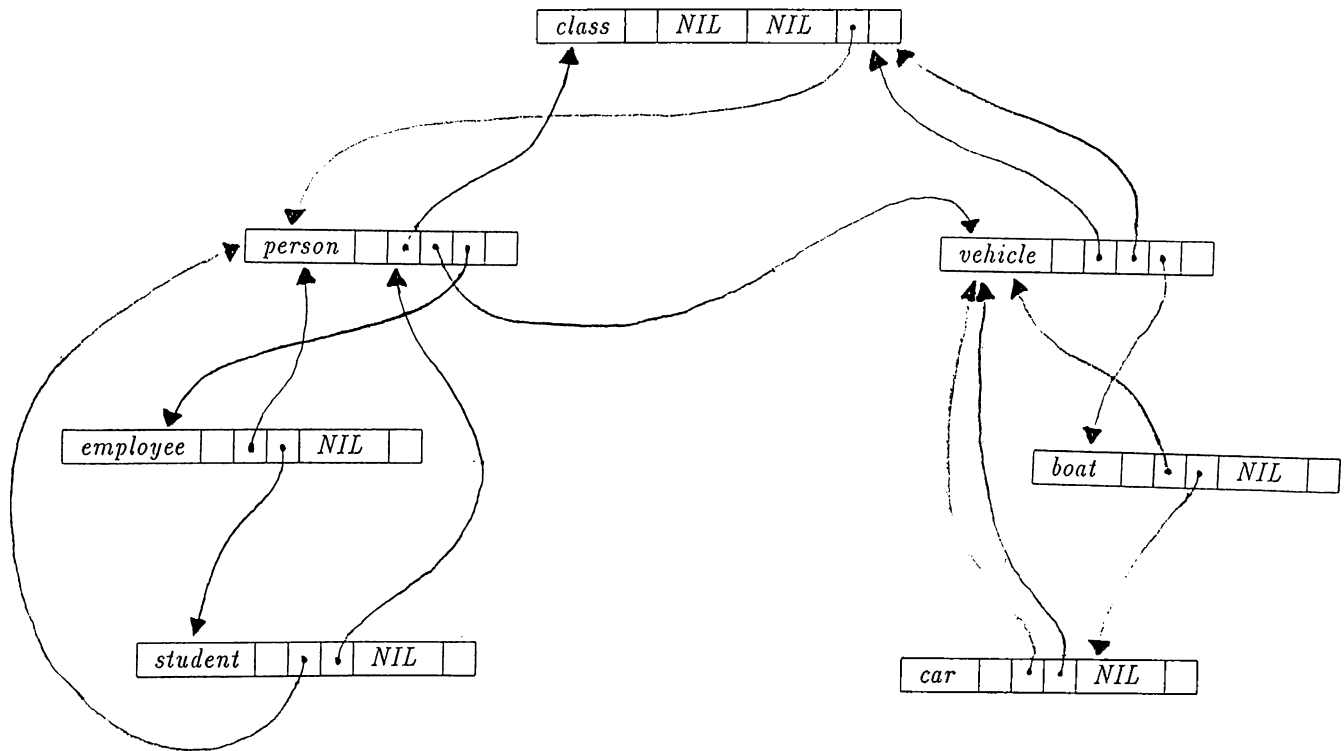 class NIL NIL
person
vehicle
employee NIL
boat NIL
student NIL
car NIL